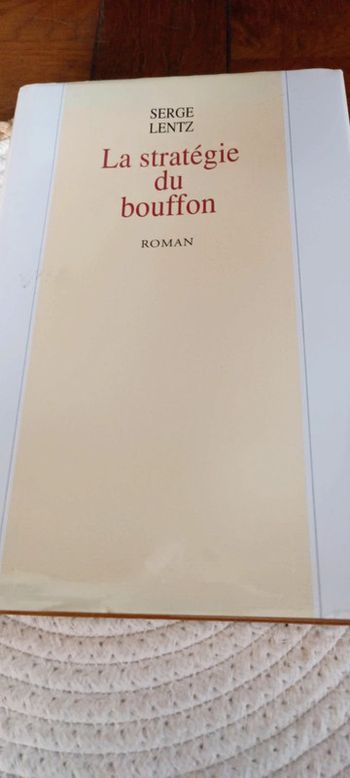 SERGE
LENTZ
La stratégie
du
bouffon
ROMAN